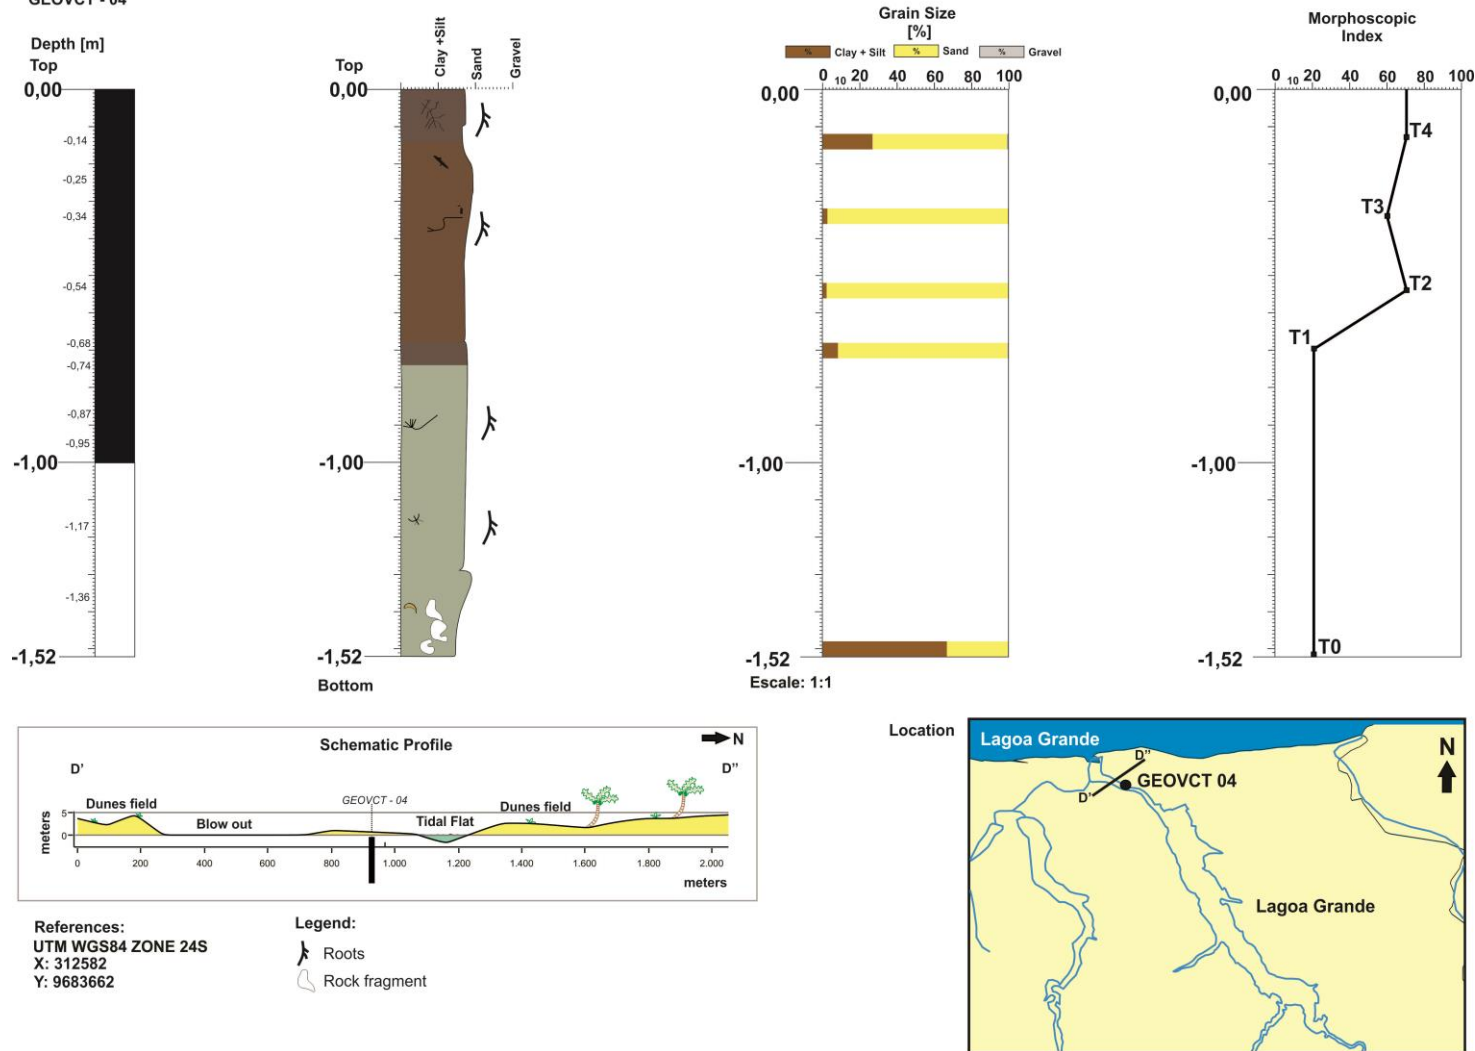 GEOVCT - 04
Depth [m]
Top
0,00
-0,14
-0,25
-0,34
-0,54
-0,68
-0,74
-0,87
-0,95
-1,00
-1,17
-1,36
-1,52
Clay +Silt
Sand
Gravel
Top
0,00
-1,00
-1,52
Bottom
Grain Size
[%]
% Clay + Silt % Sand % Gravel
0 10 20 40 60 80 100
0,00
-1,00
-1,52
Escale: 1:1
Morphoscopic
Index
0 10 20 40 60 80 100
0,00
T4
T3
T2
T1
-1,00
T0
-1,52
Schematic Profile
N
D'
D"
Dunes field
GEOVCT - 04
Dunes field
Blow out
Tidal Flat
meters
5
0
0 200 400 600 800 1.000 1.200 1.400 1.600 1.800 2.000
meters
References:
UTM WGS84 ZONE 24S
X: 312582
Y: 9683662
Legend:
Roots
Rock fragment
Location
Lagoa Grande
N
D"
D'
GEOVCT 04
Lagoa Grande